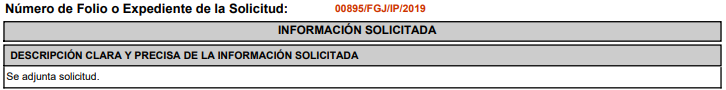 Número de Folio o Expediente de la Solicitud: 00895/FGJ/IP/2019
INFORMACIÓN SOLICITADA
DESCRIPCIÓN CLARA Y PRECISA DE LA INFORMACIÓN SOLICITADA
Se adjunta solicitud.